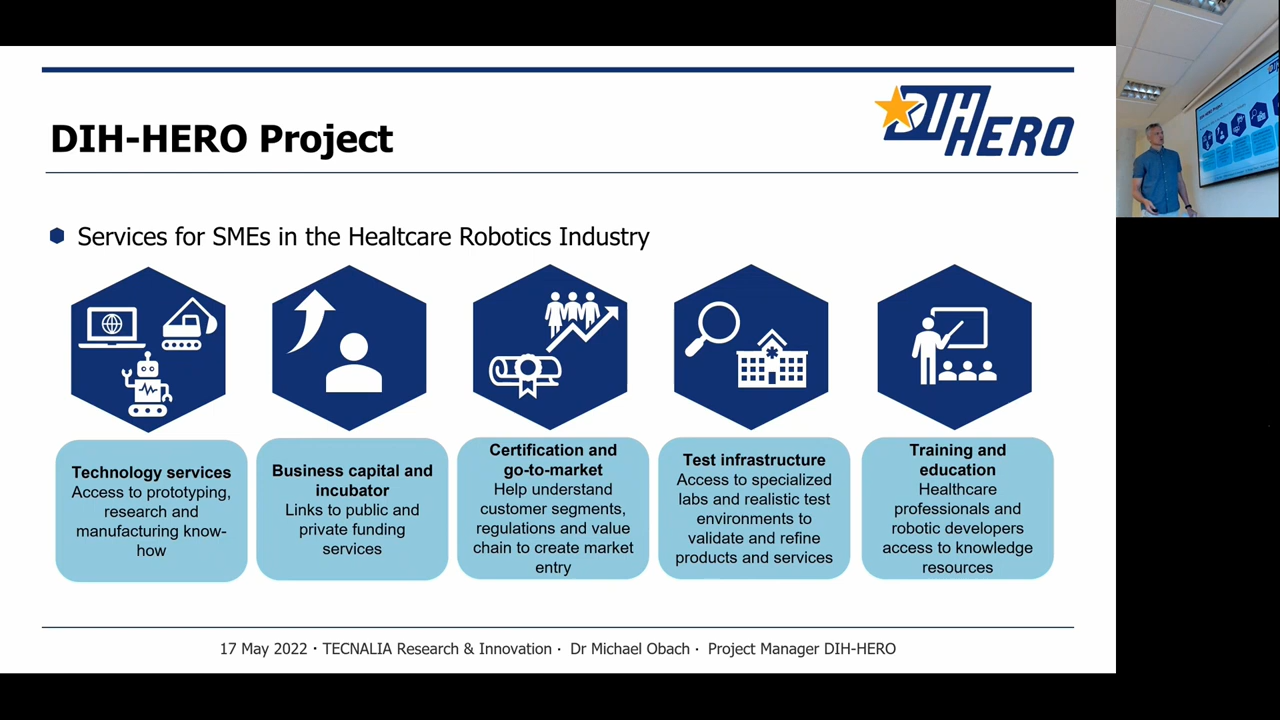 DIH-HERO Project
DIH
HERO
Services for SMEs in the Healtcare Robotics Industry
Technology services
Access to prototyping,
research and
manufacturing know-
how
Business capital and
incubator
Links to public and
private funding
services
Certification and
go-to-market
Help understand
customer segments,
regulations and value
chain to create market
entry
Test infrastructure
Access to specialized
labs and realistic test
environments to
validate and refine
products and services
Training and
education
Healthcare
professionals and
robotic developers
access to knowledge
resources
17 May 2022 · TECNALIA Research & Innovation · Dr Michael Obach · Project Manager DIH-HERO